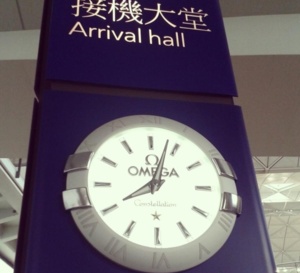 接機大堂
Arrival hall
Ω
OMEGA
Constellation